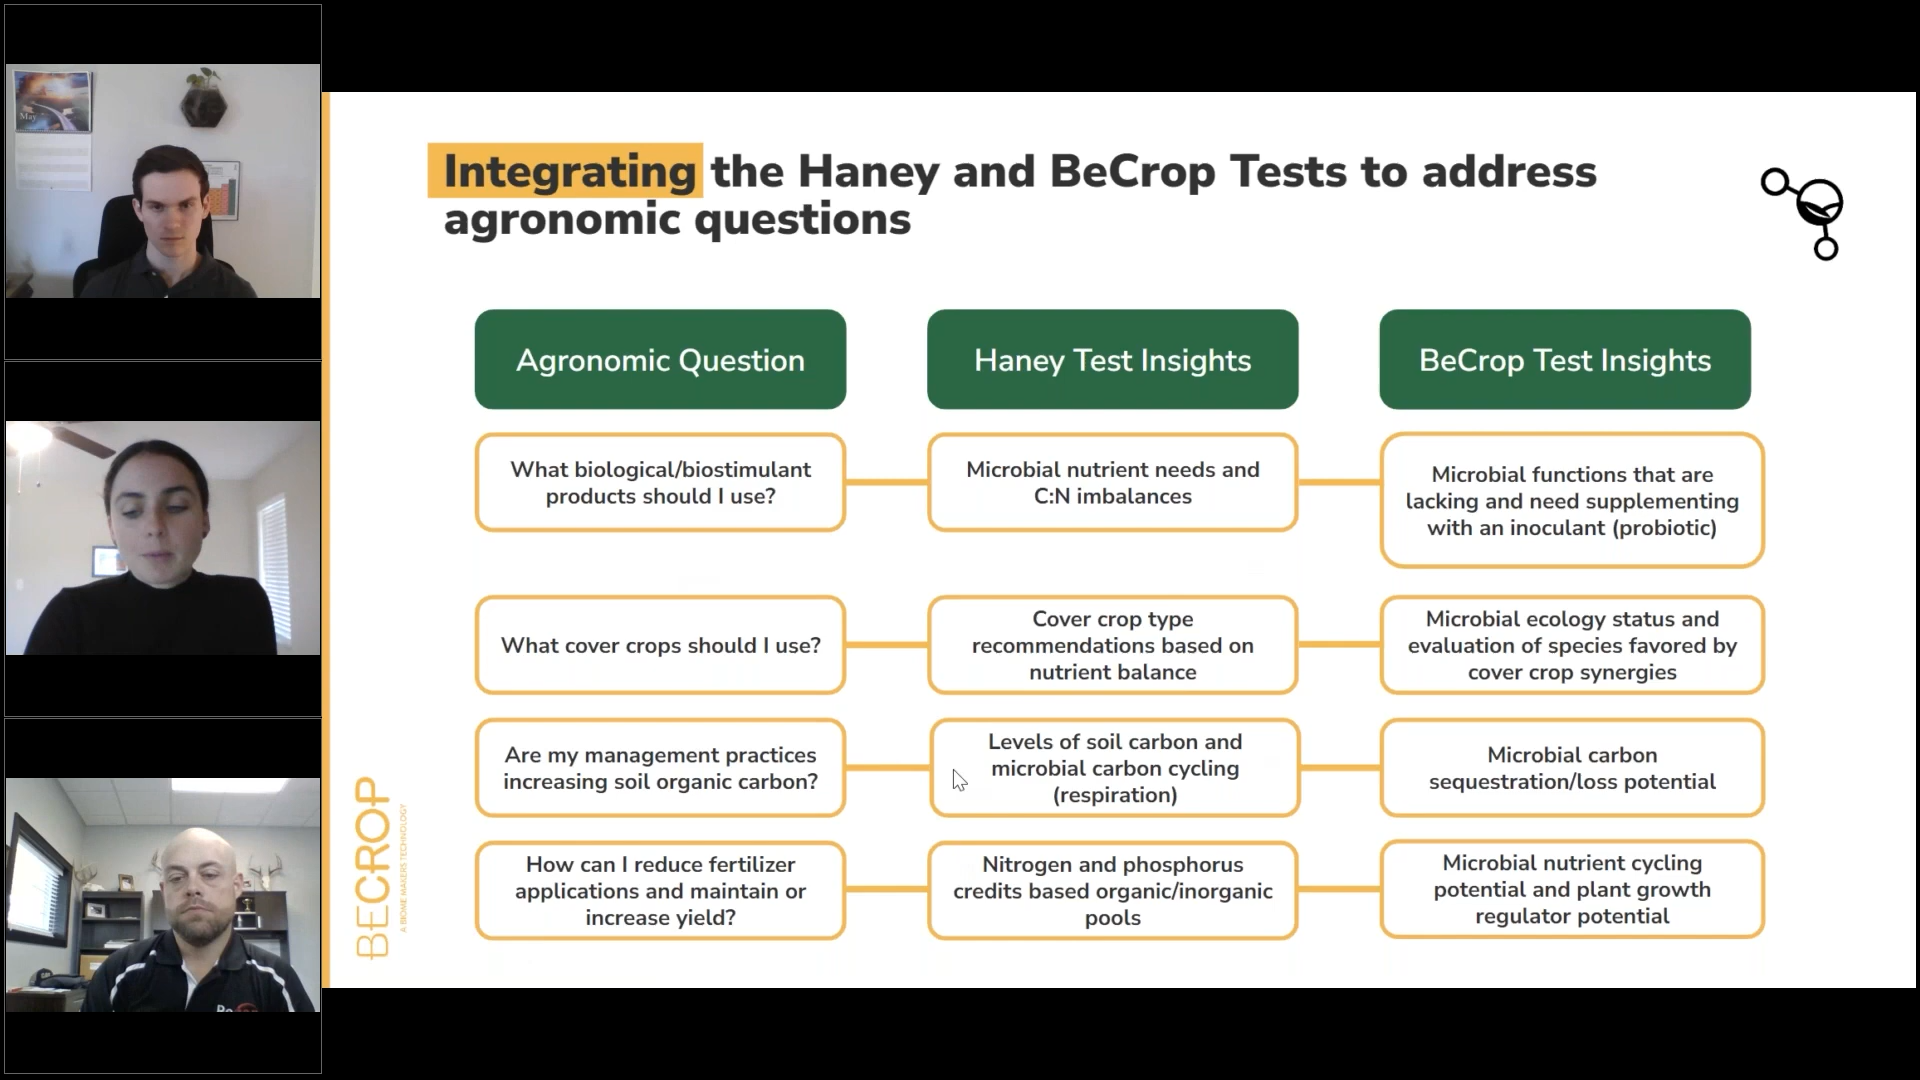 May
Integrating the Haney and BeCrop Tests to address
agronomic questions
Agronomic Question
Haney Test Insights
BeCrop Test Insights
What biological/biostimulant
products should I use?
Microbial nutrient needs and
C:N imbalances
Microbial functions that are
lacking and need supplementing
with an inoculant (probiotic)
What cover crops should I use?
Cover crop type
recommendations based on
nutrient balance
Microbial ecology status and
evaluation of species favored by
cover crop synergies
Are my management practices
increasing soil organic carbon?
Levels of soil carbon and
microbial carbon cycling
(respiration)
Microbial carbon
sequestration/loss potential
How can I reduce fertilizer
applications and maintain or
increase yield?
Nitrogen and phosphorus
credits based organic/inorganic
pools
Microbial nutrient cycling
potential and plant growth
regulator potential
BECROP
A BIOME MAKERS TECHNOLOGY